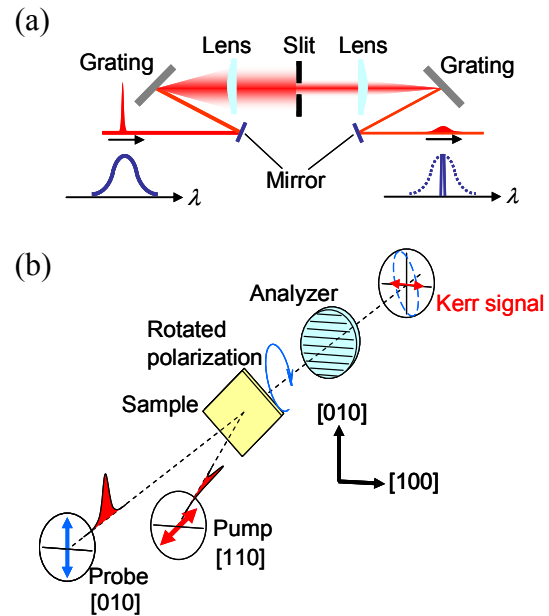 (a)
Lens Slit Lens
Grating
Grating
Mirror
λ
λ
(b)
Analyzer
Kerr signal
Rotated
polarization
Sample
[010]
[100]
Pump
[110]
Probe
[010]